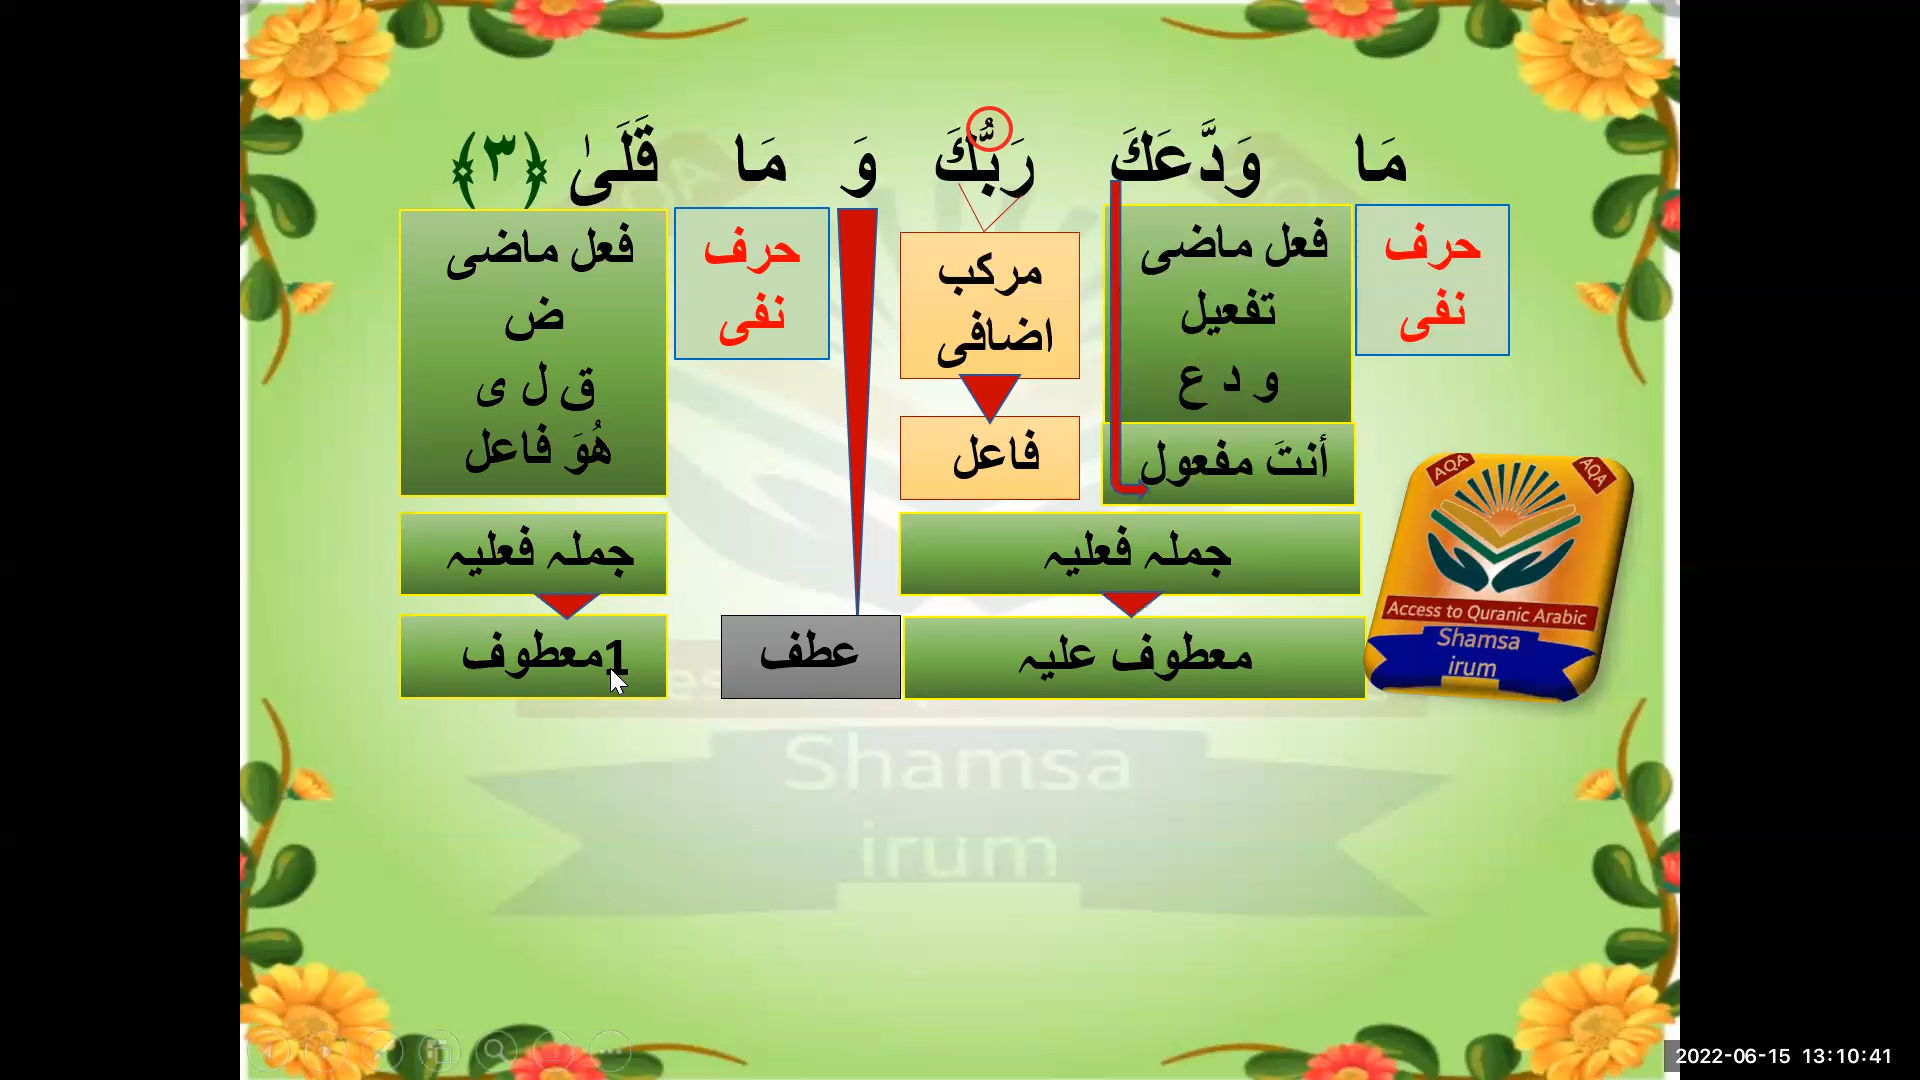 مَا وَدَّعَكَ رَبُّكَ وَ مَا قَلَىٰ ﴿٣﴾
حرف
نفی
فعل ماضی
تفعیل
و د ع
أنتَ مفعول
مرکب
اضافی
فاعل
حرف
نفی
فعل ماضی
ض
ق ل ی
هُوَ فاعل
جملہ فعلیہ
جملہ فعلیہ
معطوف علیہ
عطف
معطوف1
AQA
AQA
Access to Quranic Arabic
Shamsa
irum
Shamsa
irum
2022-06-15 13:10:41